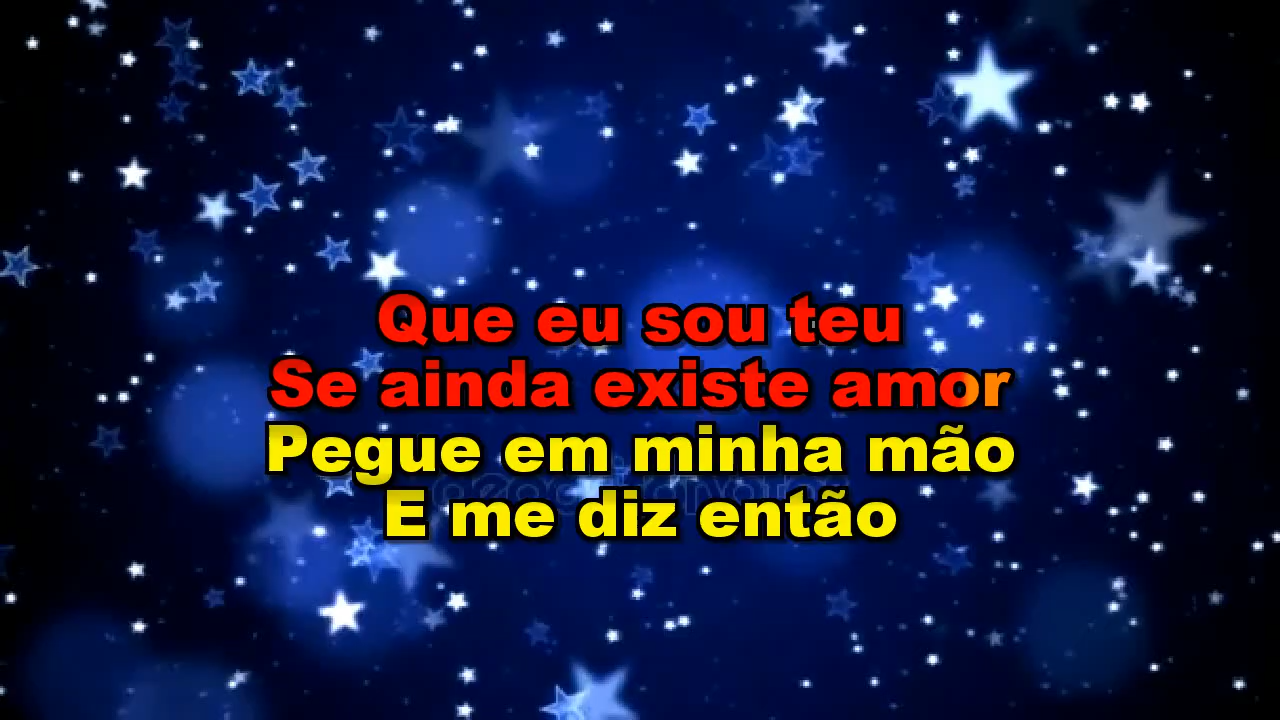 Que eu sou teu
Se ainda existe amor
Pegue em minha mão
E me diz então